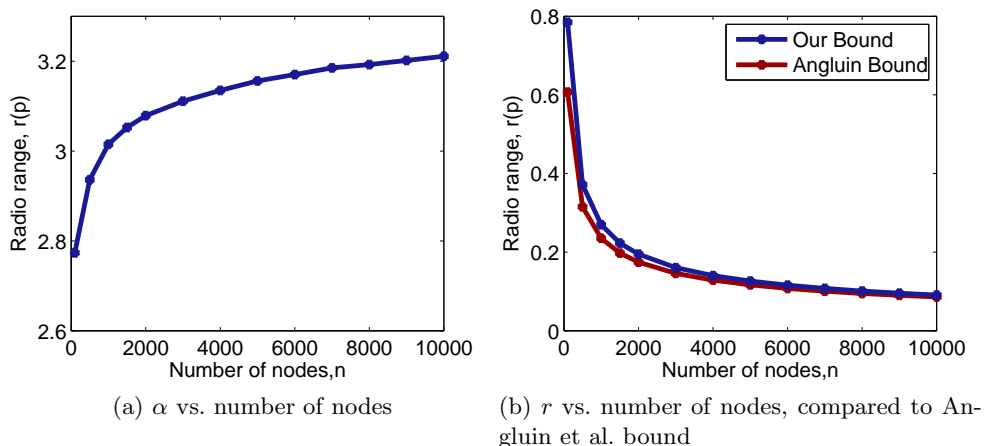 3.2
3
2.8
2.6
Radio range, r(p)
0 2000 4000 6000 8000 10000
Number of nodes,n
(a) α vs. number of nodes
0.8
0.6
0.4
0.2
0
Radio range, r(p)
Our Bound
Angluin Bound
0 2000 4000 6000 8000 10000
Number of nodes,n
(b) r vs. number of nodes, compared to An-
gluin et al. bound